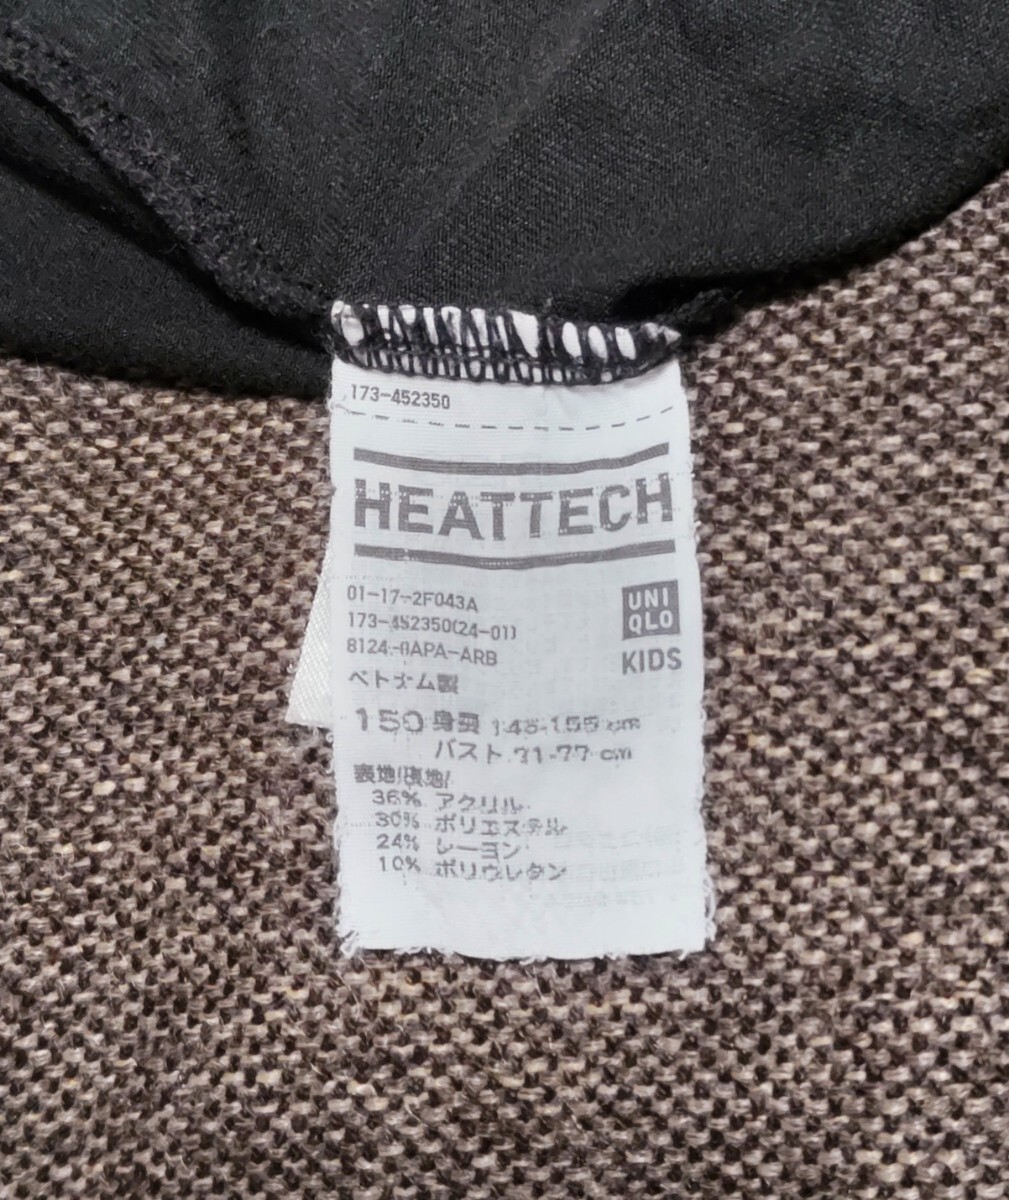 173-452350
HEATTECH
01-17-2F043A
173-452350(24-01)
8124-0APA-ARB
ベトナム製
UNI
QLO
KIDS
150 身長 145-155 cm
バスト 71-77 cm
表地/裏地/
36% アクリル
30% ポリエステル
24% レーヨン
10% ポリウレタン